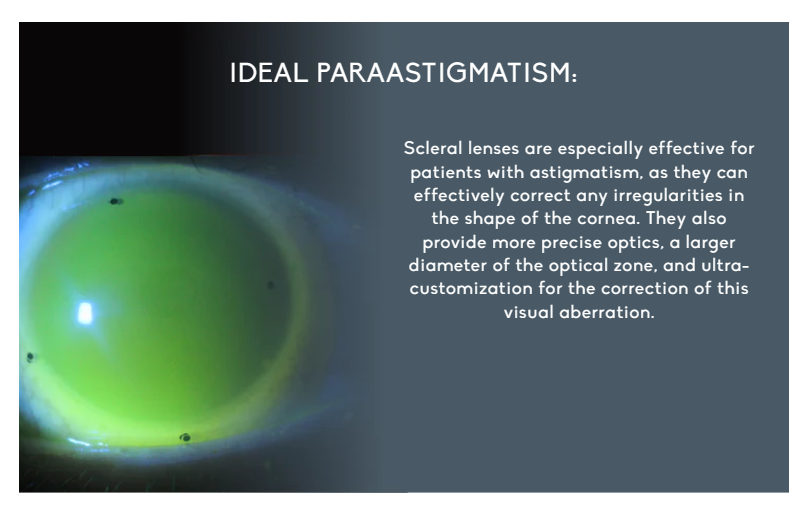 IDEAL PARAASTIGMATISM:
Scleral lenses are especially effective for
patients with astigmatism, as they can
effectively correct any irregularities in
the shape of the cornea. They also
provide more precise optics, a larger
diameter of the optical zone, and ultra-
customization for the correction of this
visual aberration.